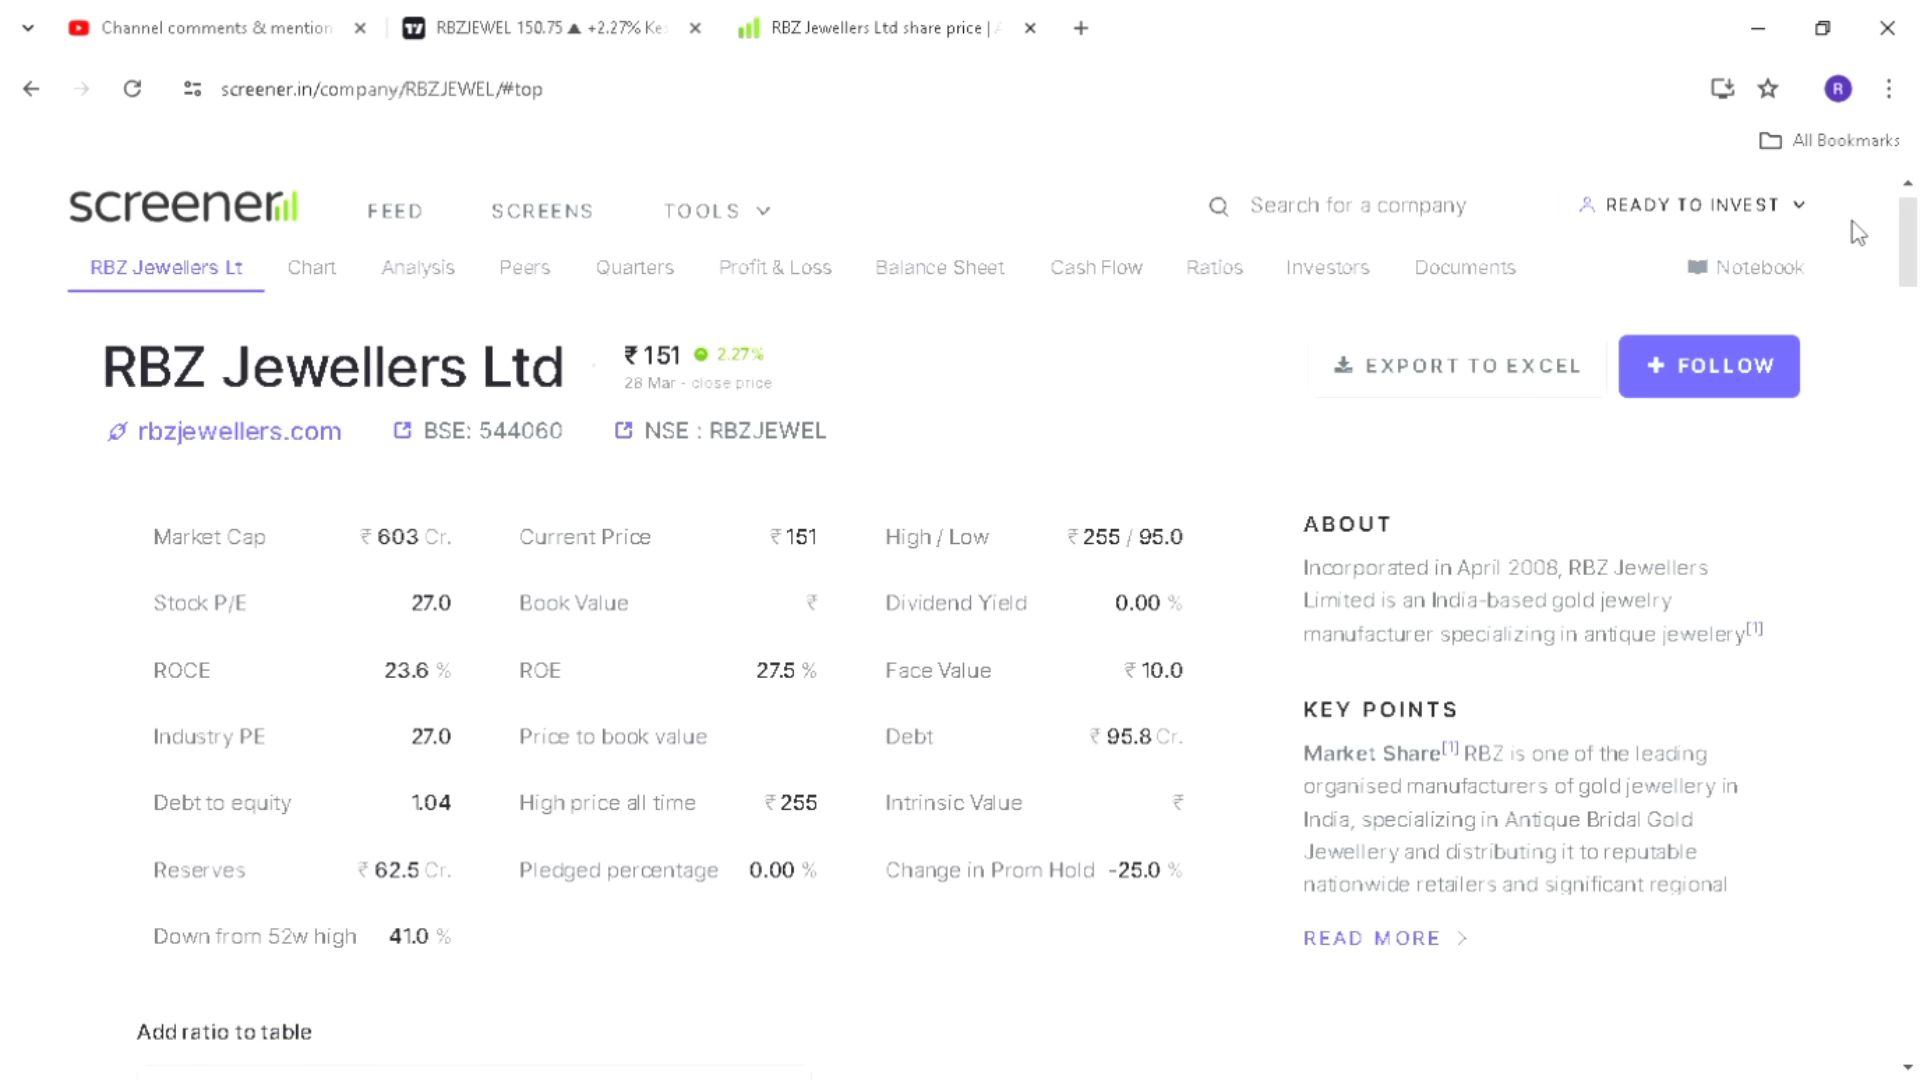 Channel comments & mention
RBZJEWEL 150.75 ▲ +2.27% Ke
RBZ Jewellers Ltd share price |
screener.in/company/RBZJEWEL/#top
R
All Bookmarks
screener
FEED
SCREENS
TOOLS
Search for a company
READY TO INVEST
RBZ Jewellers Lt
Chart
Analysis
Peers
Quarters
Profit & Loss
Balance Sheet
Cash Flow
Ratios
Investors
Documents
Notebook
RBZ Jewellers Ltd
₹ 151 2.27%
28 Mar - close price
EXPORT TO EXCEL
+ FOLLOW
rbzjewellers.com
BSE: 544060
NSE : RBZJEWEL
Market Cap ₹ 603 Cr.
Current Price ₹ 151
High / Low ₹ 255 / 95.0
Stock P/E 27.0
Book Value ₹
Dividend Yield 0.00 %
ROCE 23.6 %
ROE 27.5 %
Face Value ₹ 10.0
Industry PE 27.0
Price to book value
Debt ₹ 95.8 Cr.
Debt to equity 1.04
High price all time ₹ 255
Intrinsic Value ₹
Reserves ₹ 62.5 Cr.
Pledged percentage 0.00 %
Change in Prom Hold -25.0 %
Down from 52w high 41.0 %
ABOUT
Incorporated in April 2008, RBZ Jewellers
Limited is an India-based gold jewelry
manufacturer specializing in antique jewelery[1]
KEY POINTS
Market Share[1] RBZ is one of the leading
organised manufacturers of gold jewellery in
India, specializing in Antique Bridal Gold
Jewellery and distributing it to reputable
nationwide retailers and significant regional
READ MORE
Add ratio to table